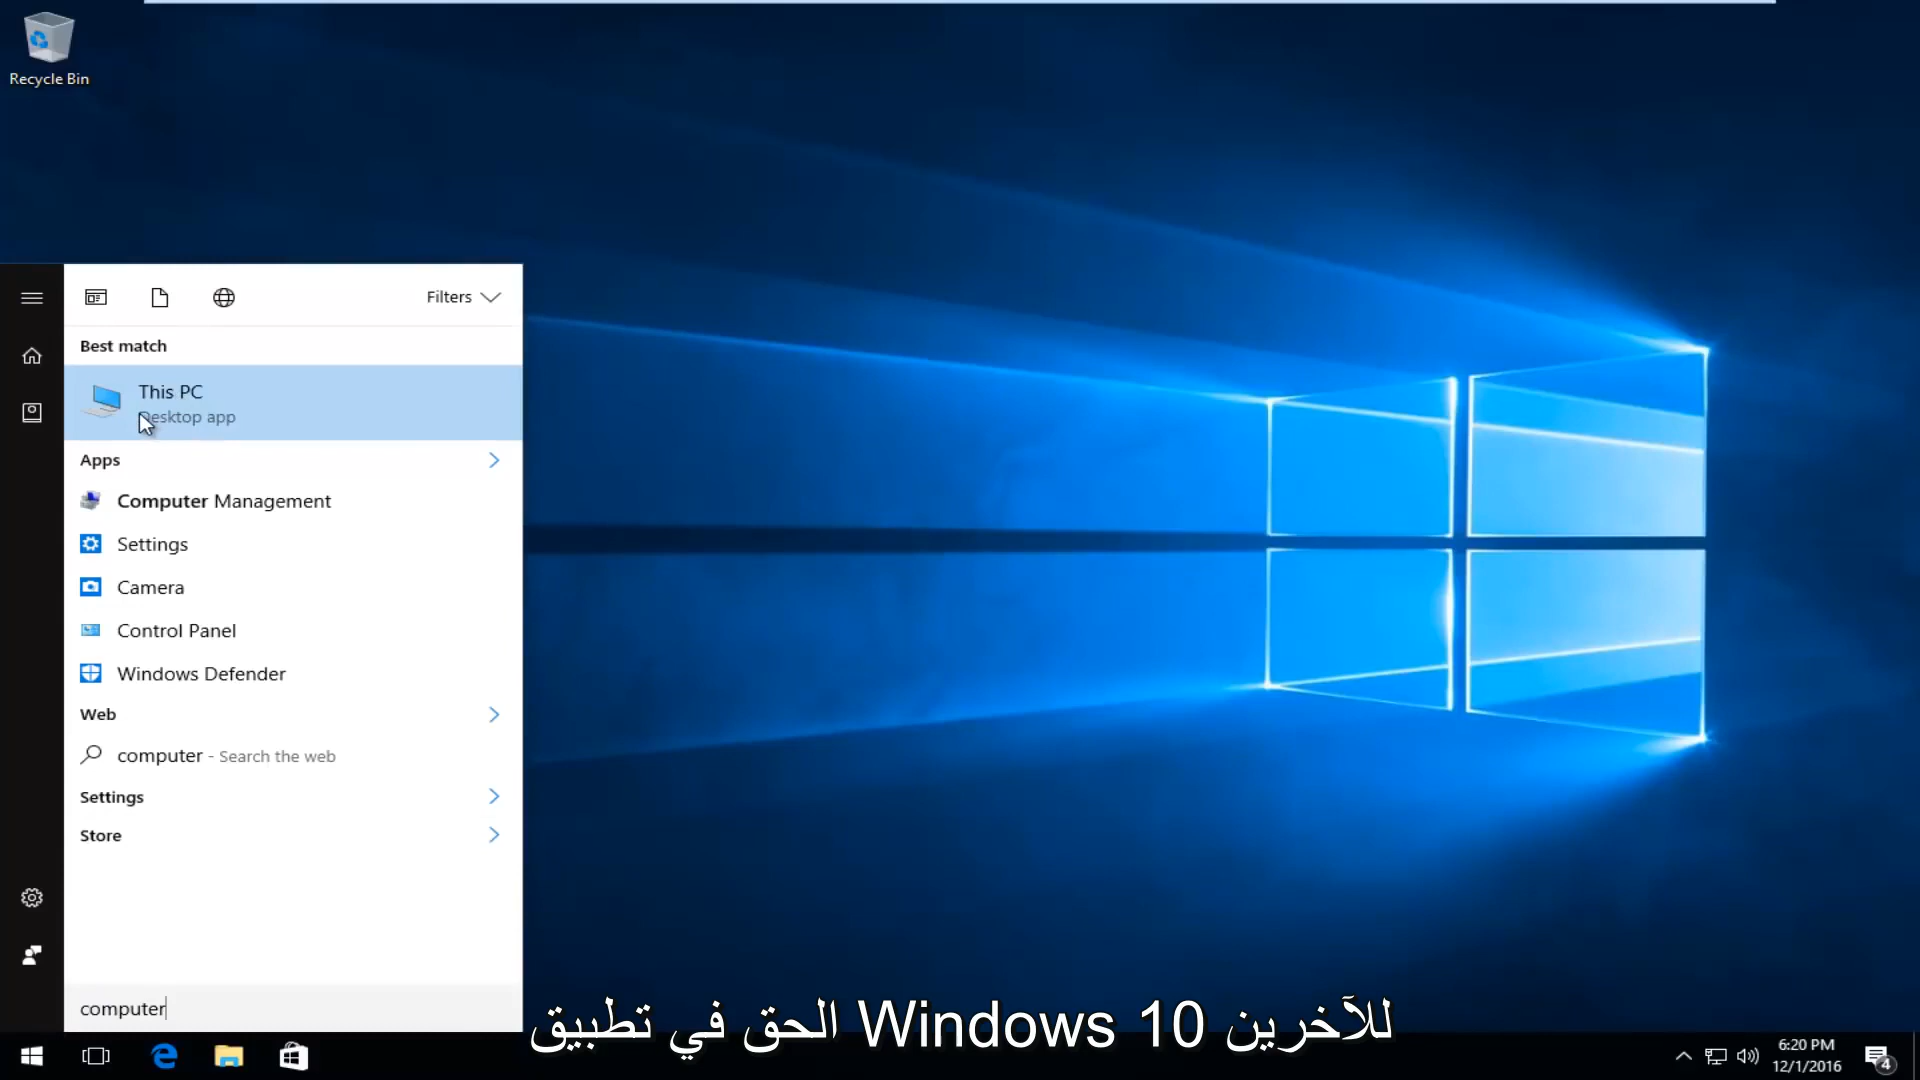 Recycle Bin
Filters
Best match
This PC
Desktop app
Apps
Computer Management
Settings
Camera
Control Panel
Windows Defender
Web
computer - Search the web
Settings
Store
computer
للآخرين Windows 10 الحق في تطبيق
6:20 PM
12/1/2016
4